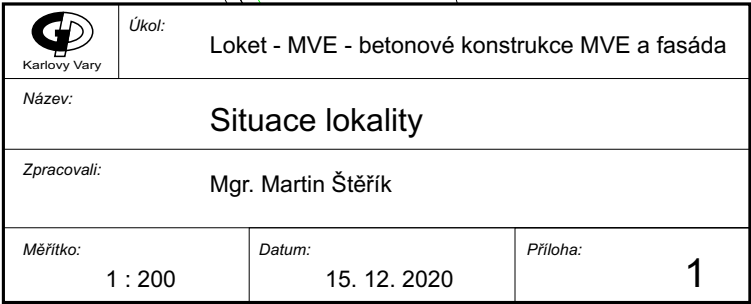 Karlovy Vary
Úkol:
Loket - MVE - betonové konstrukce MVE a fasáda
Název:
Situace lokality
Zpracovali:
Mgr. Martin Štěřík
Měřítko:
1 : 200
Datum:
15. 12. 2020
Příloha:
1